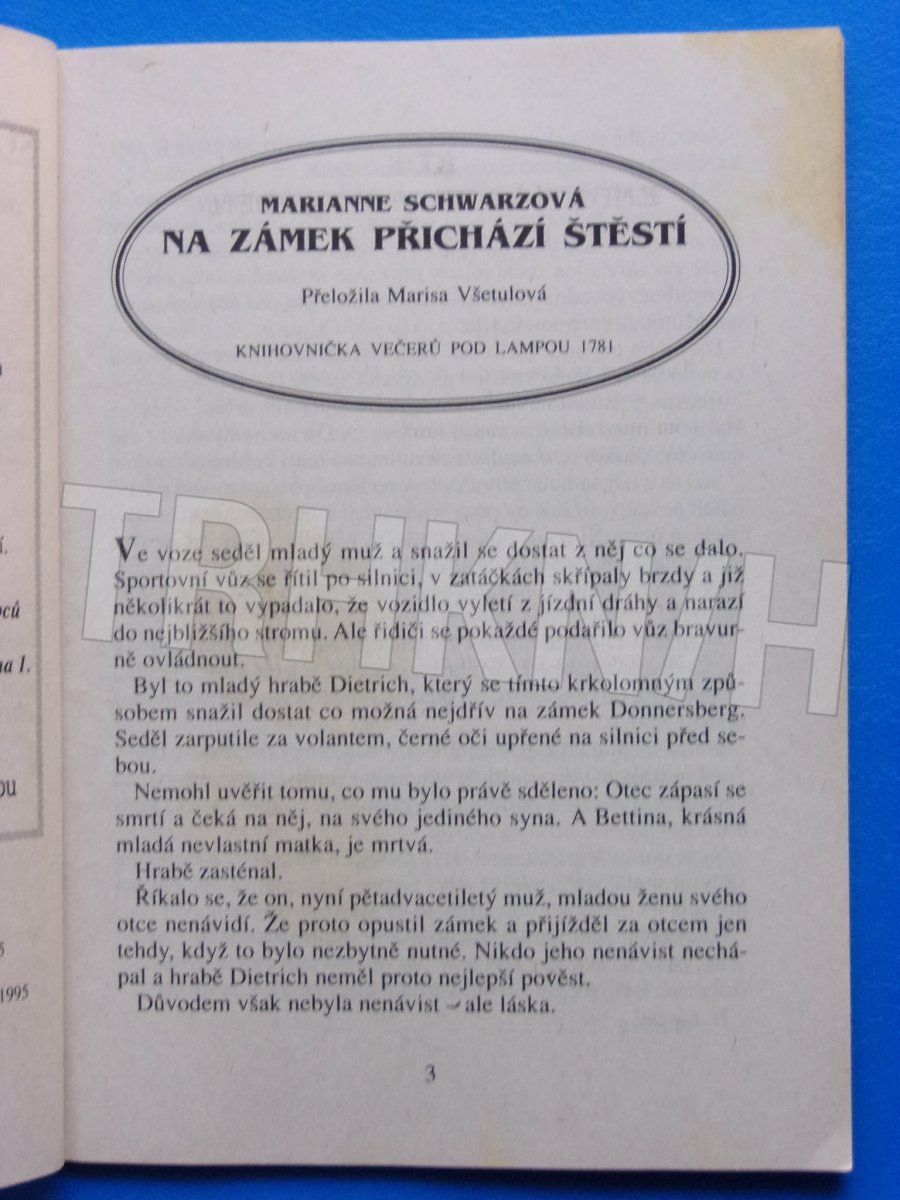 MARIANNE SCHWARZOVÁ
NA ZÁMEK PŘICHÁZÍ ŠTĚSTÍ
Přeložila Marisa Všetulová
KNIHOVNIČKA VEČERŮ POD LAMPOU 1781
Ve voze seděl mladý muž a snažil se dostat z něj co se dalo.
Sportovní vůz se řítil po silnici, v zatáčkách skřípaly brzdy a již
několikrát to vypadalo, že vozidlo vyletí z jízdní dráhy a narazí
do nejbližšího stromu. Ale řidiči se pokaždé podařilo vůz bravur-
ně ovládnout.
Byl to mladý hrabě Dietrich, který se tímto krkolomným způ-
sobem snažil dostat co možná nejdřív na zámek Donnersberg.
Seděl zarputile za volantem, černé oči upřené na silnici před se-
bou.
Nemohl uvěřit tomu, co mu bylo právě sděleno: Otec zápasí se
smrtí a čeká na něj, na svého jediného syna. A Bettina, krásná
mladá nevlastní matka, je mrtvá.
Hrabě zasténal.
Říkalo se, že on, nyní pětadvacetiletý muž, mladou ženu svého
otce nenávidí. Že proto opustil zámek a přijížděl za otcem jen
tehdy, když to bylo nezbytně nutné. Nikdo jeho nenávist nechá-
pal a hrabě Dietrich neměl proto nejlepší pověst.
Důvodem však nebyla nenávist – ale láska.
3
TRHKNIH
na 1.
1995